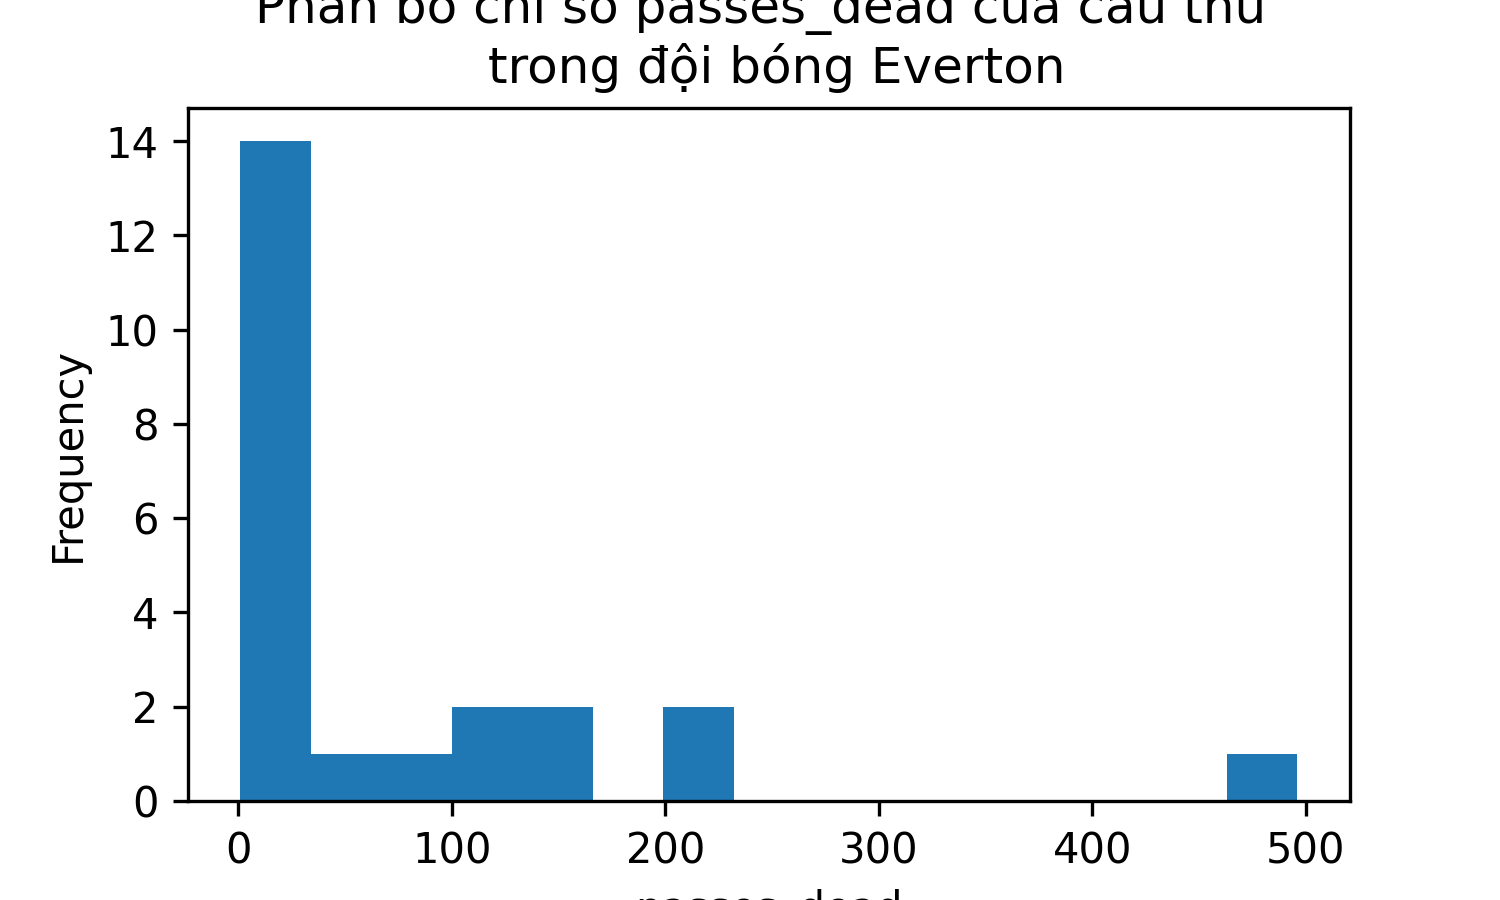 Phân bố chỉ số passes_dead của cầu thủ
trong đội bóng Everton
14
12
10
8
6
4
2
0
Frequency
0 100 200 300 400 500
passes_dead